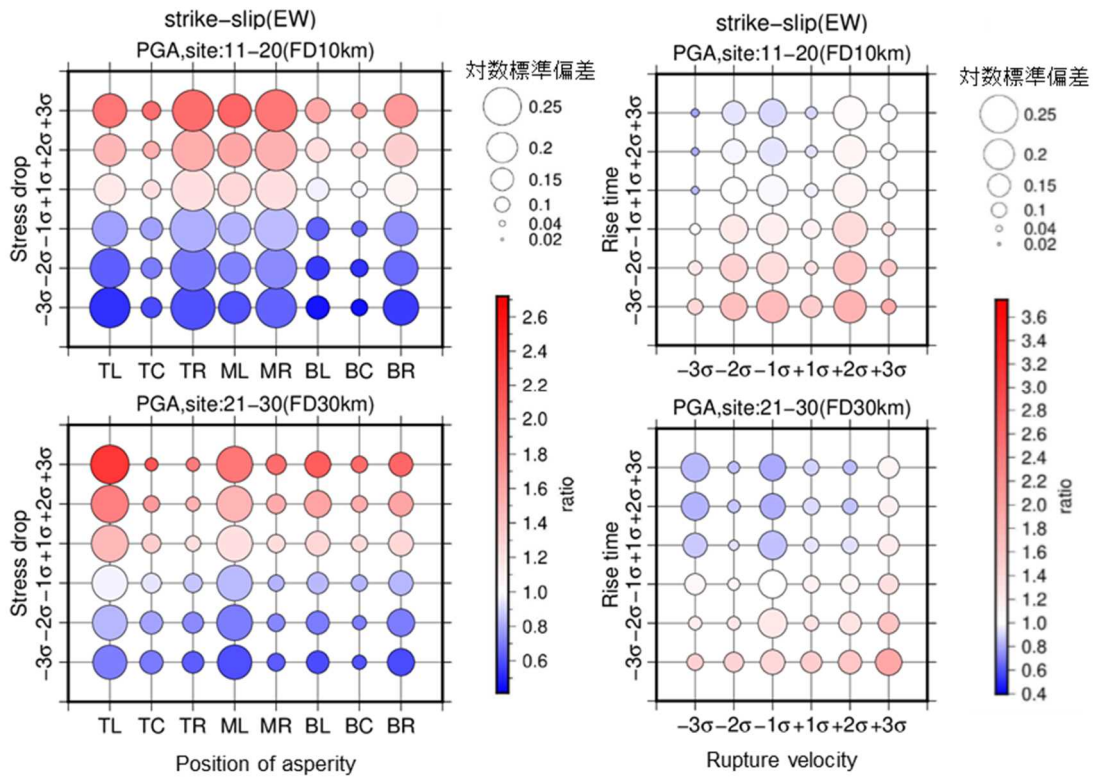 strike-slip(EW)
PGA,site:11-20(FD10km)
Stress drop
-3σ-2σ-1σ+1σ+2σ+3σ
TL TC TR ML MR BL BC BR
対数標準偏差
0.25
0.2
0.15
0.1
0.04
0.02
PGA,site:21-30(FD30km)
Stress drop
-3σ-2σ-1σ+1σ+2σ+3σ
TL TC TR ML MR BL BC BR
Position of asperity
2.6
2.4
2.2
2.0
1.8
1.6
1.4
1.2
1.0
0.8
0.6
ratio
strike-slip(EW)
PGA,site:11-20(FD10km)
Rise time
-3σ-2σ-1σ+1σ+2σ+3σ
-3σ-2σ-1σ+1σ+2σ+3σ
対数標準偏差
0.25
0.2
0.15
0.1
0.04
0.02
PGA,site:21-30(FD30km)
Rise time
-3σ-2σ-1σ+1σ+2σ+3σ
-3σ-2σ-1σ+1σ+2σ+3σ
Rupture velocity
3.6
3.4
3.2
3.0
2.8
2.6
2.4
2.2
2.0
1.8
1.6
1.4
1.2
1.0
0.8
0.6
0.4
ratio